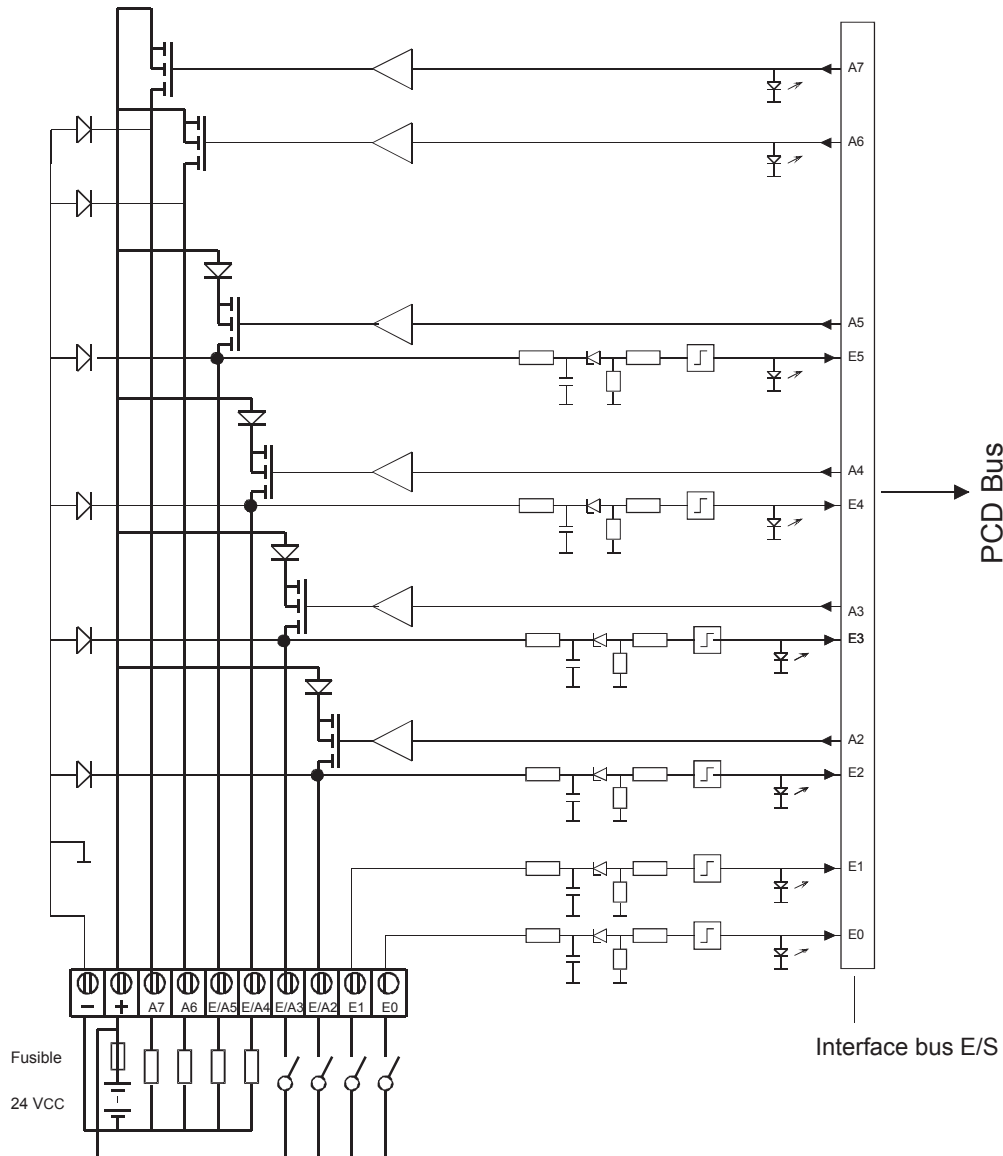 A7
A6
A5
E5
A4
E4
A3
E3
A2
E2
E1
E0
PCD Bus
− + A7 A6 E/A5 E/A4 E/A3 E/A2 E1 E0
Fusible
24 VCC
Interface bus E/S